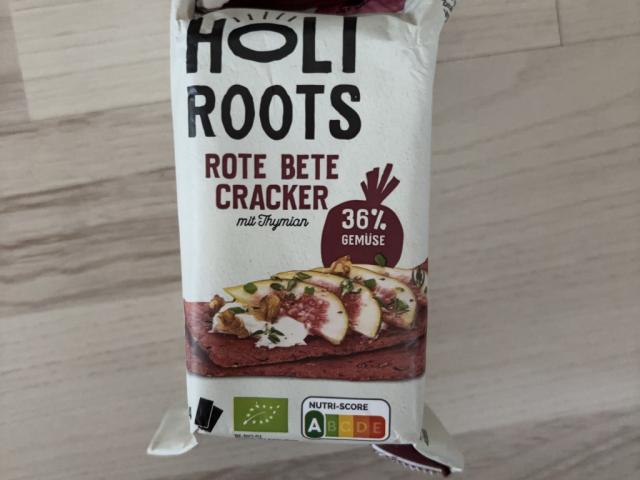 HOLI
ROOTS
ROTE BETE
CRACKER
mit Thymian
36%
GEMÜSE
NUTRI-SCORE
A B C D E